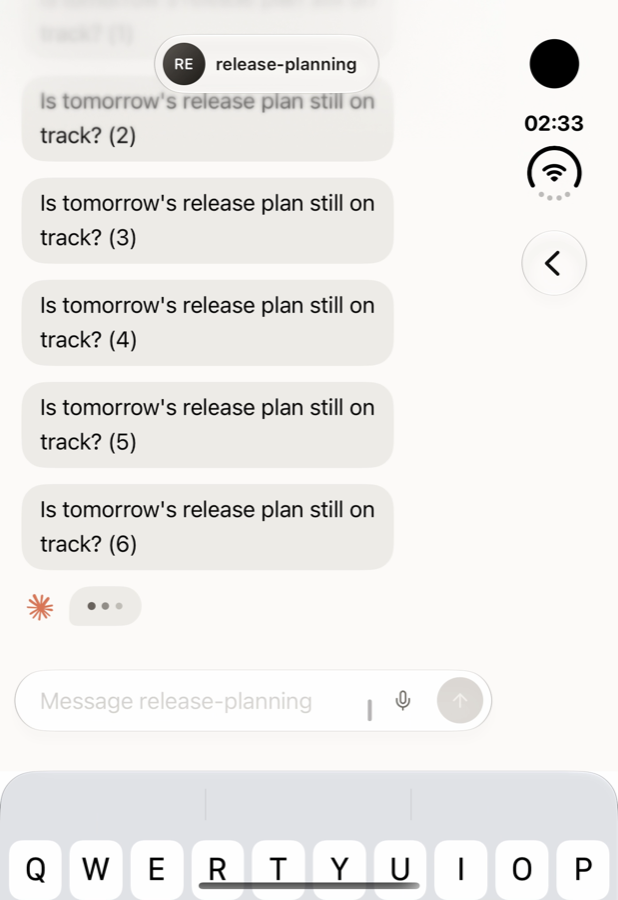 track? (1)
RE
release-planning
02:33
Is tomorrow's release plan still on
track? (2)
Is tomorrow's release plan still on
track? (3)
Is tomorrow's release plan still on
track? (4)
Is tomorrow's release plan still on
track? (5)
Is tomorrow's release plan still on
track? (6)
Message release-planning
Q W E R T Y U I O P